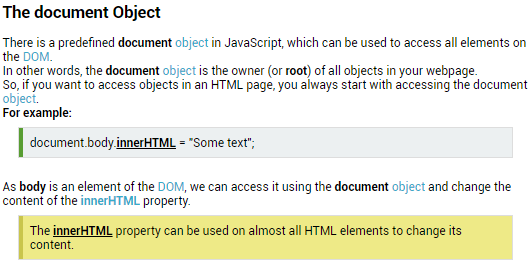 The document Object
There is a predefined document object in JavaScript, which can be used to access all elements on
the DOM.
In other words, the document object is the owner (or root) of all objects in your webpage.
So, if you want to access objects in an HTML page, you always start with accessing the document
object.
For example:
document.body.innerHTML = "Some text";
As body is an element of the DOM, we can access it using the document object and change the
content of the innerHTML property.
The innerHTML property can be used on almost all HTML elements to change its
content.